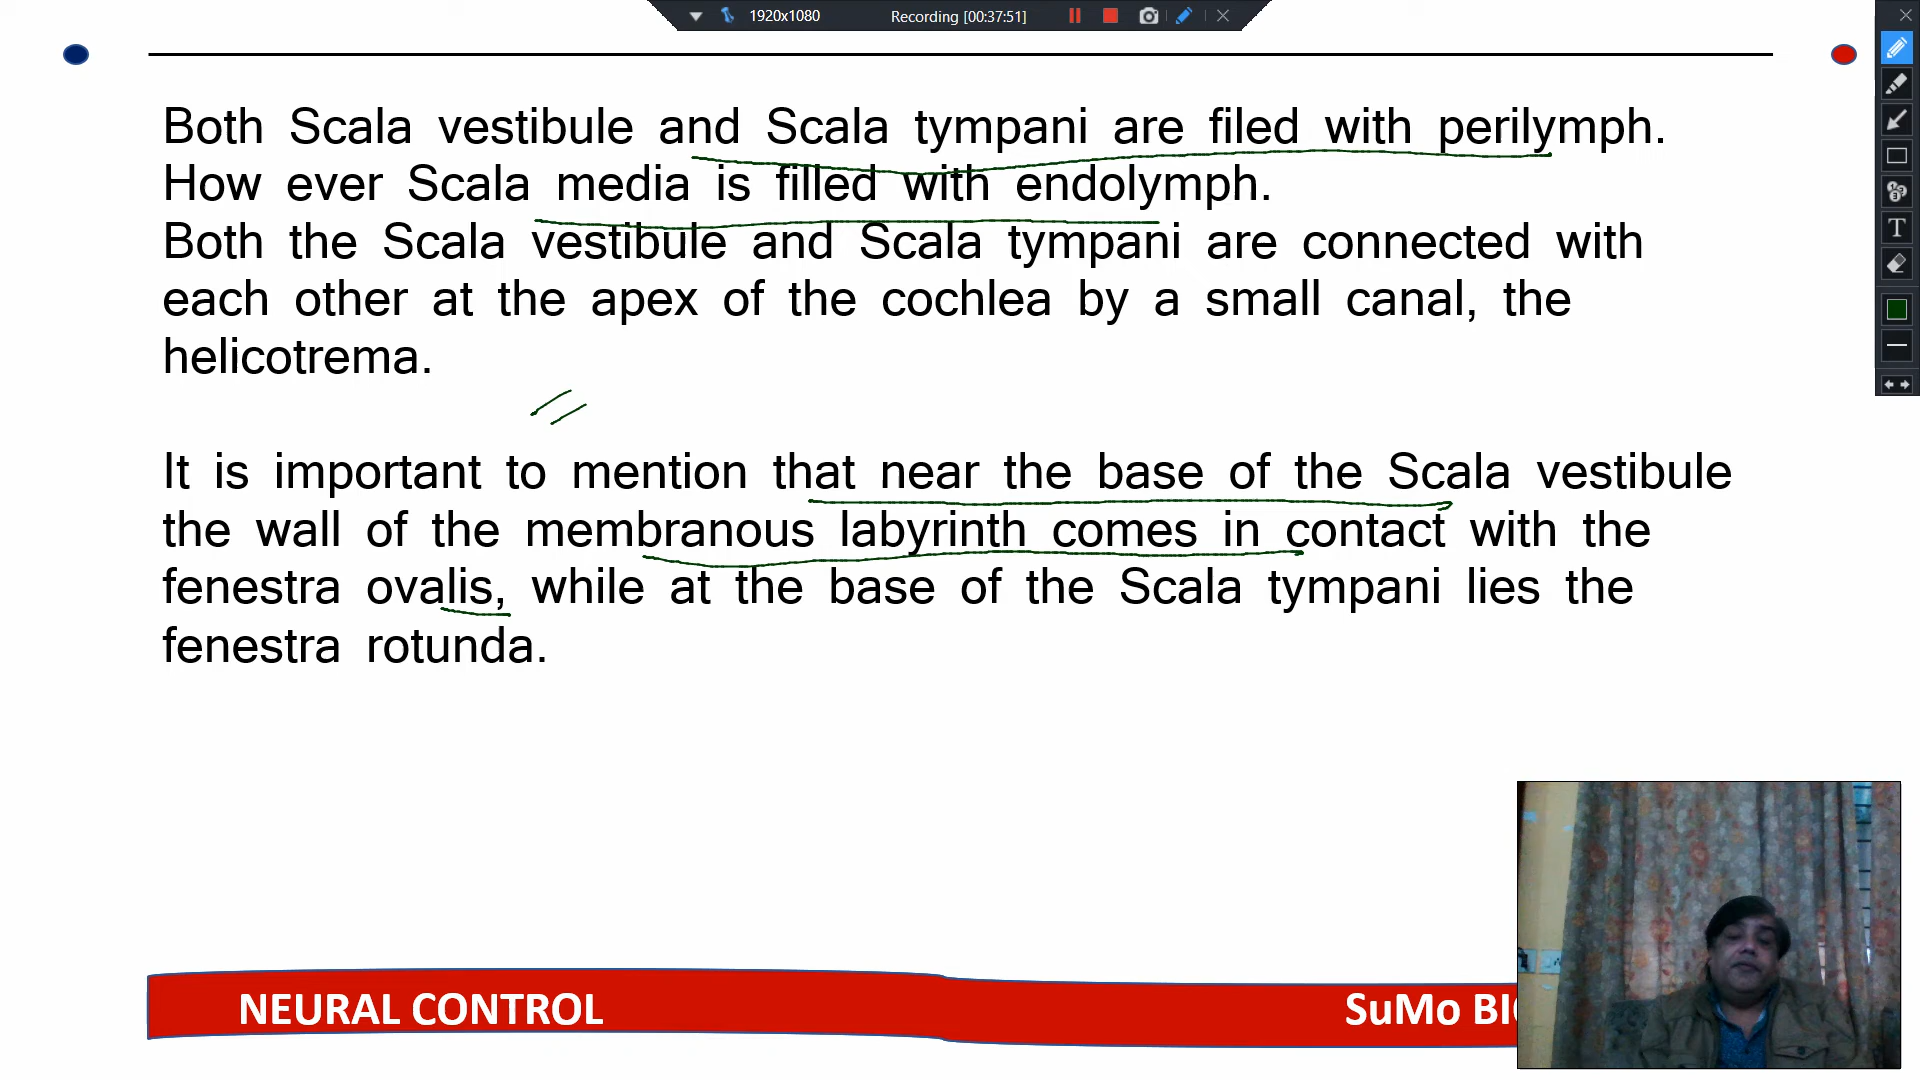 1920x1080 Recording [00:37:51]
Both Scala vestibule and Scala tympani are filed with perilymph.
How ever Scala media is filled with endolymph.
Both the Scala vestibule and Scala tympani are connected with
each other at the apex of the cochlea by a small canal, the
helicotrema.
It is important to mention that near the base of the Scala vestibule
the wall of the membranous labyrinth comes in contact with the
fenestra ovalis, while at the base of the Scala tympani lies the
fenestra rotunda.
NEURAL CONTROL
SuMo